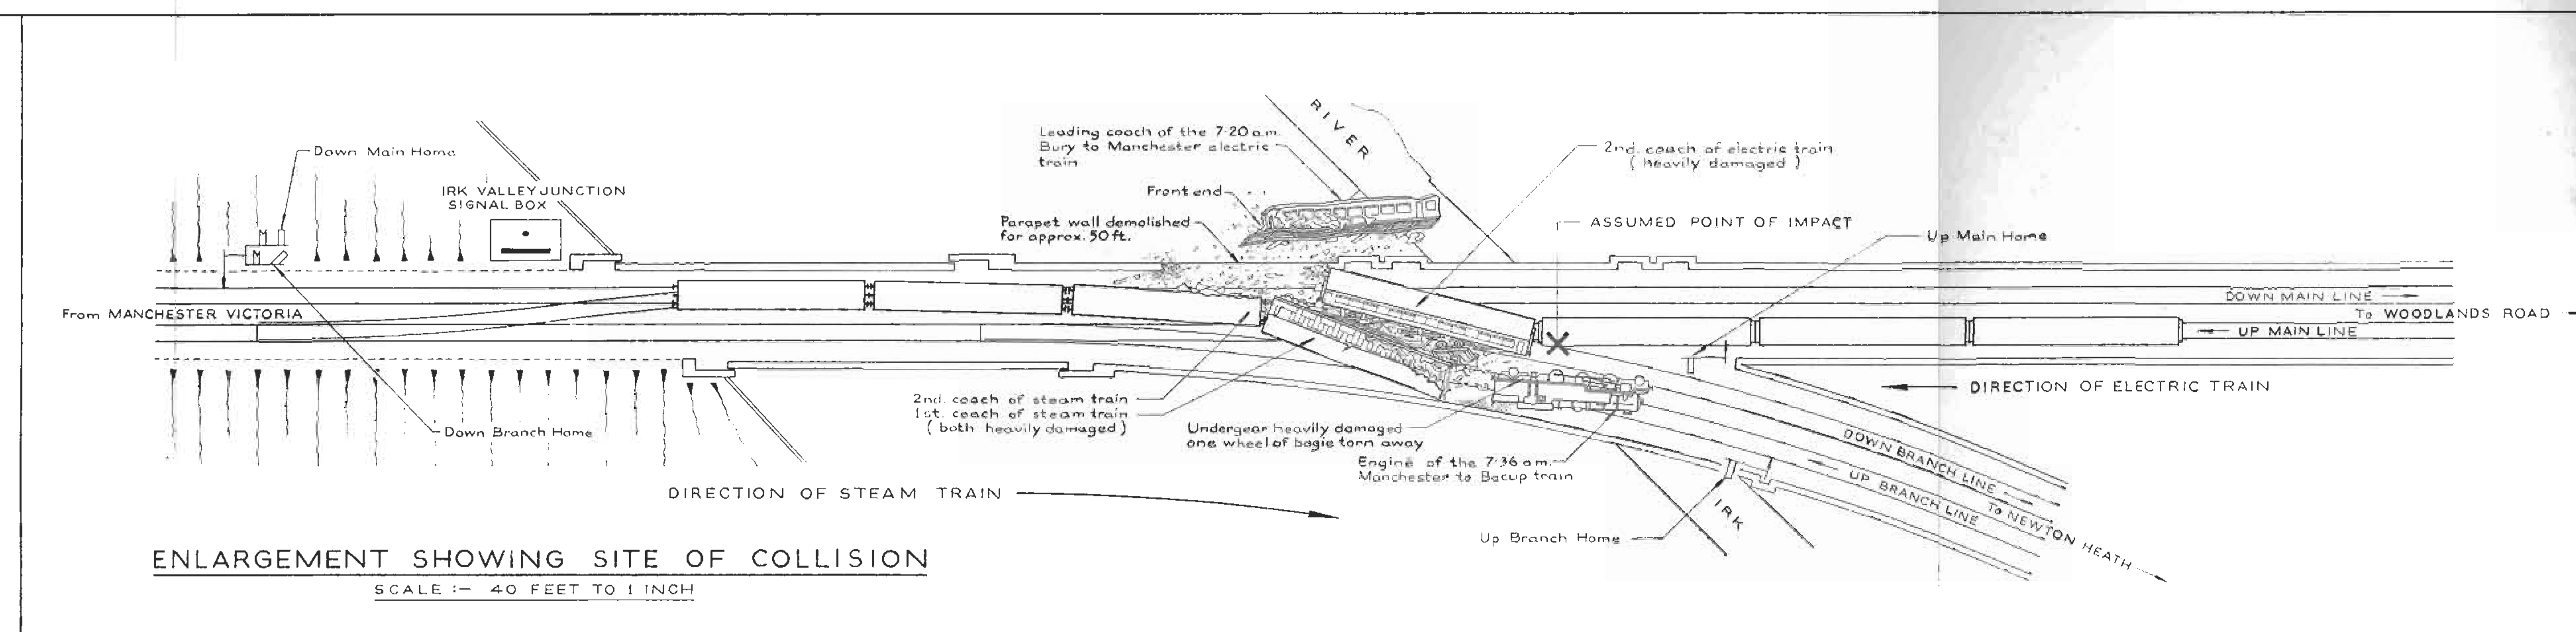 Down Main Home
IRK VALLEY JUNCTION
SIGNAL BOX
M
M
From MANCHESTER VICTORIA
Down Branch Home
Leading coach of the 7·20 a.m.
Bury to Manchester electric
train
Front end
Parapet wall demolished
for approx. 50 ft.
RIVER
2nd. coach of electric train
( heavily damaged )
ASSUMED POINT OF IMPACT
Up Main Home
DOWN MAIN LINE
To WOODLANDS ROAD
UP MAIN LINE
DIRECTION OF ELECTRIC TRAIN
2nd. coach of steam train
1st. coach of steam train
( both heavily damaged )
Undergear heavily damaged
one wheel of bogie torn away
Engine of the 7·36 a.m.
Manchester to Bacup train
DOWN BRANCH LINE
UP BRANCH LINE
To NEWTON HEATH
IRK
Up Branch Home
DIRECTION OF STEAM TRAIN
ENLARGEMENT SHOWING SITE OF COLLISION
SCALE :— 40 FEET TO 1 INCH